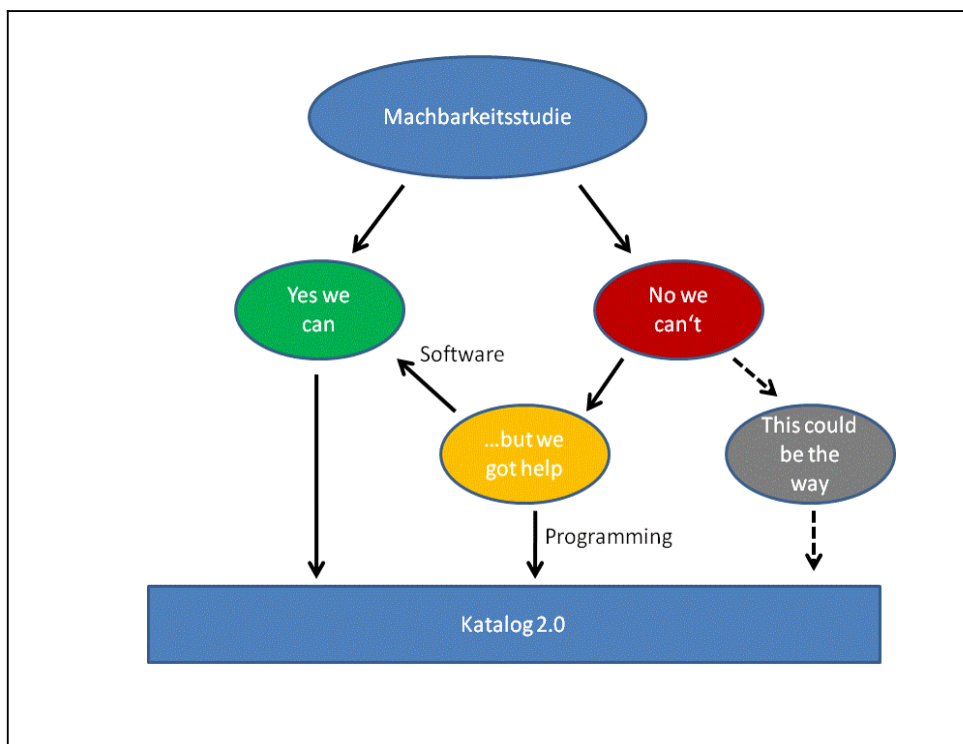 Machbarkeitsstudie
Yes we
can
No we
can‘t
Software
…but we
got help
This could
be the
way
Programming
Katalog 2.0